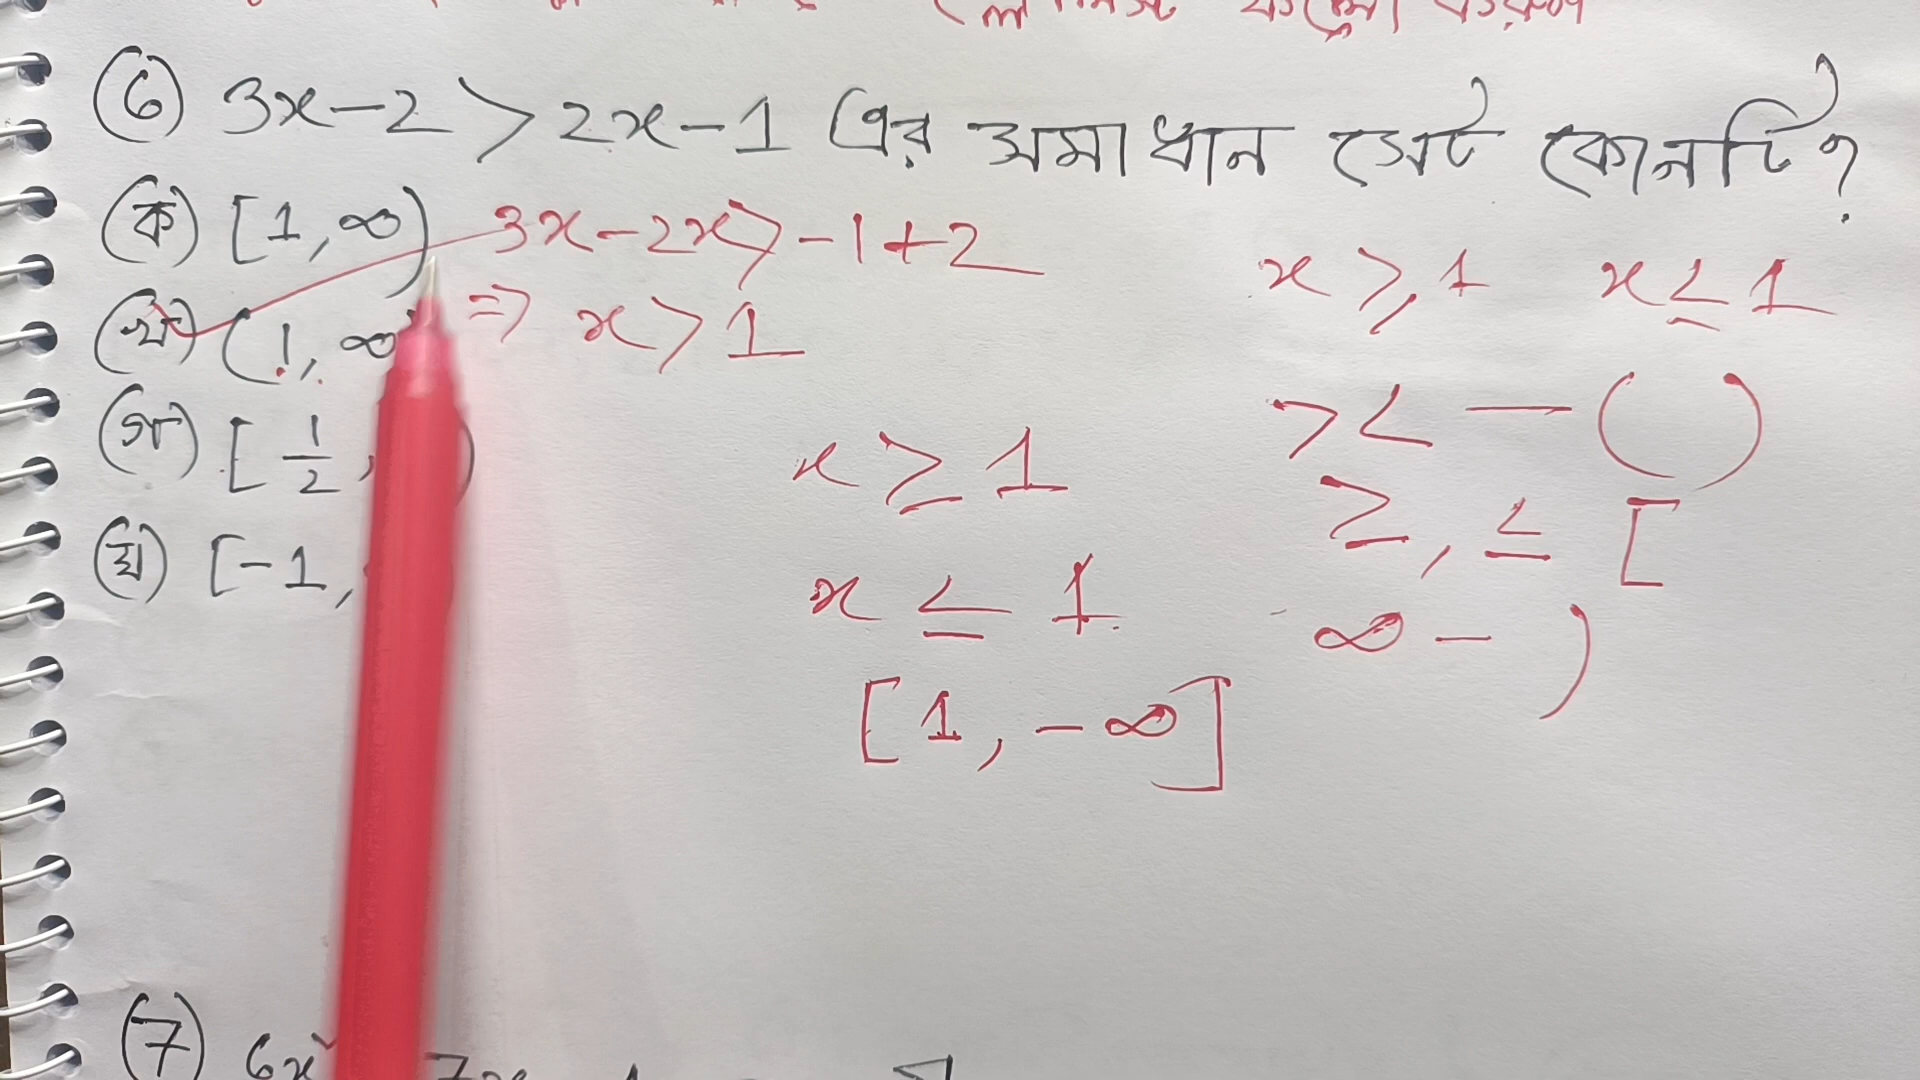 (6) 3x-2 > 2x-1 এর সমাধান সেট কোনটি?
(ক) [1, ∞)
3x-2x > -1+2
(খ) (1, ∞
⇒ x > 1
(গ) [1/2, )
(ঘ) [-1,
x ≥ 1
x ≤ 1
[1, -∞]
x ≥ 1 x ≤ 1
> < — ( )
≥, ≤ [
∞ - )
(7) 6x